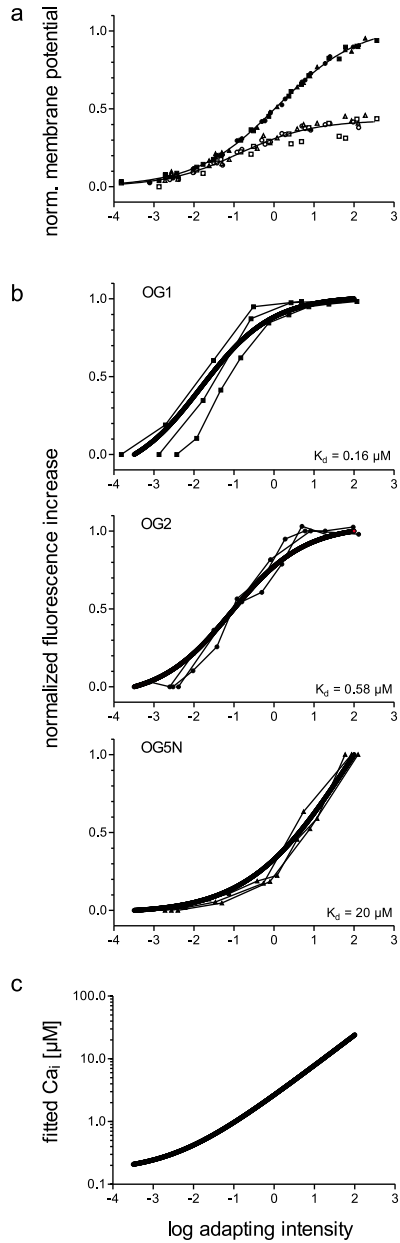 a
norm. membrane potential
1.0
0.5
0.0
-4 -3 -2 -1 0 1 2 3
b
normalized fluorescence increase
OG1
1.0
0.5
0.0
K_d = 0.16 µM
-4 -3 -2 -1 0 1 2 3
OG2
1.0
0.5
0.0
K_d = 0.58 µM
-4 -3 -2 -1 0 1 2 3
OG5N
1.0
0.5
0.0
K_d = 20 µM
-4 -3 -2 -1 0 1 2 3
c
fitted Ca_i [µM]
100.0
10.0
1.0
0.1
-4 -3 -2 -1 0 1 2 3
log adapting intensity